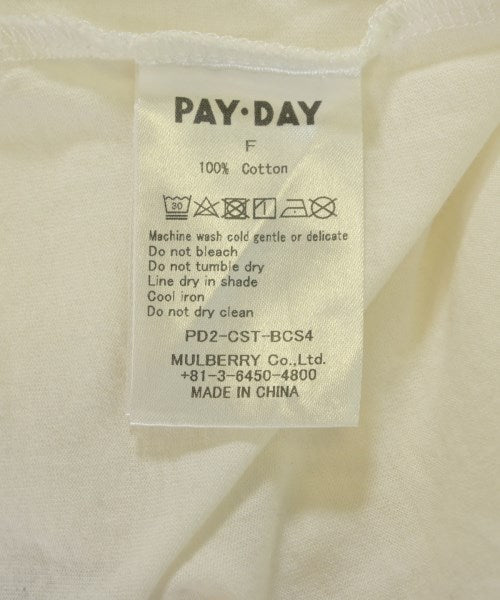 PAY·DAY
F
100% Cotton
30
Machine wash cold gentle or delicate
Do not bleach
Do not tumble dry
Line dry in shade
Cool iron
Do not dry clean
PD2-CST-BCS4
MULBERRY Co.,Ltd.
+81-3-6450-4800
MADE IN CHINA